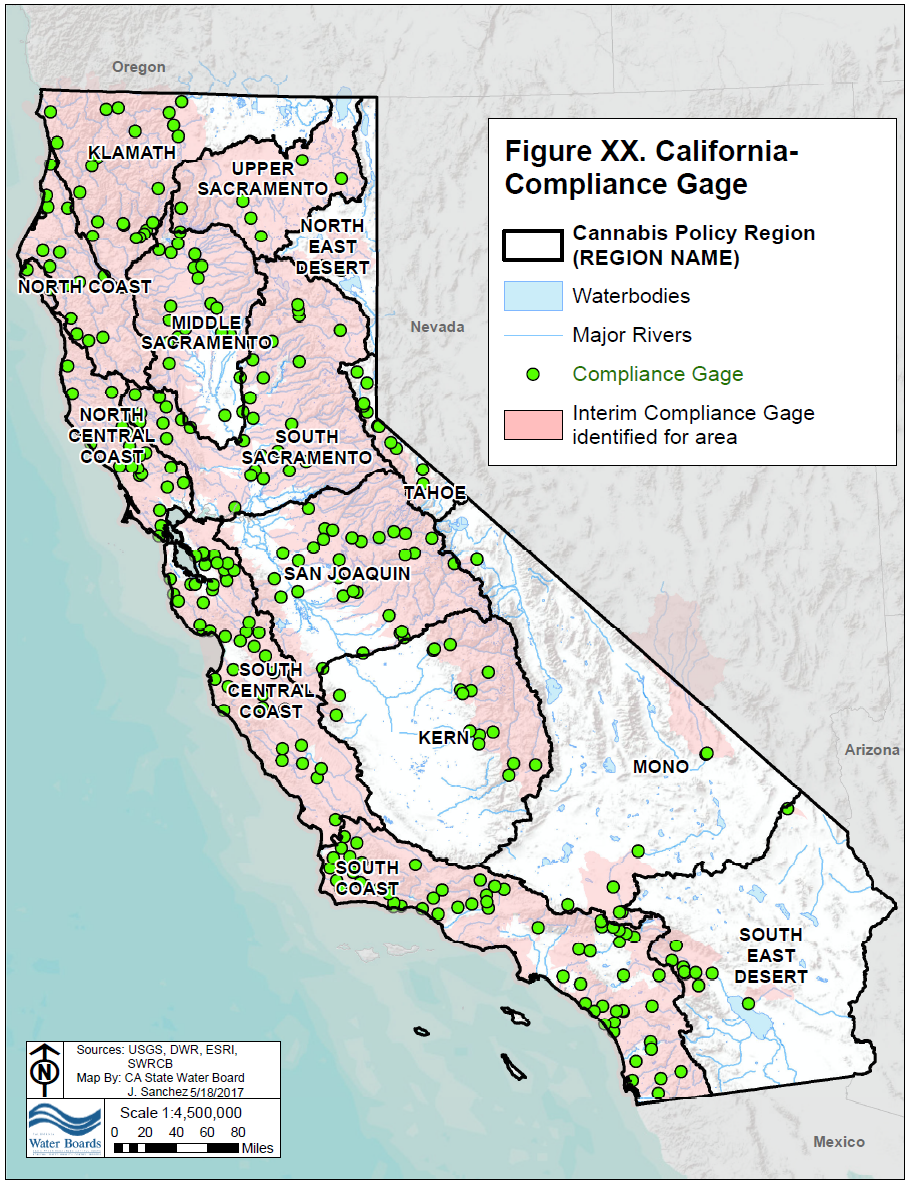 Oregon
KLAMATH
UPPER
SACRAMENTO
NORTH
EAST
DESERT
NORTH COAST
MIDDLE
SACRAMENTO
Nevada
NORTH
CENTRAL
COAST
SOUTH
SACRAMENTO
TAHOE
SAN JOAQUIN
SOUTH
CENTRAL
COAST
KERN
MONO
Arizona
SOUTH
COAST
SOUTH
EAST
DESERT
Mexico
Figure XX. California-
Compliance Gage
Cannabis Policy Region
(REGION NAME)
Waterbodies
Major Rivers
Compliance Gage
Interim Compliance Gage
identified for area
N
Sources: USGS, DWR, ESRI,
SWRCB
Map By: CA State Water Board
J. Sanchez 5/18/2017
Water Boards
Scale 1:4,500,000
0 20 40 60 80
Miles